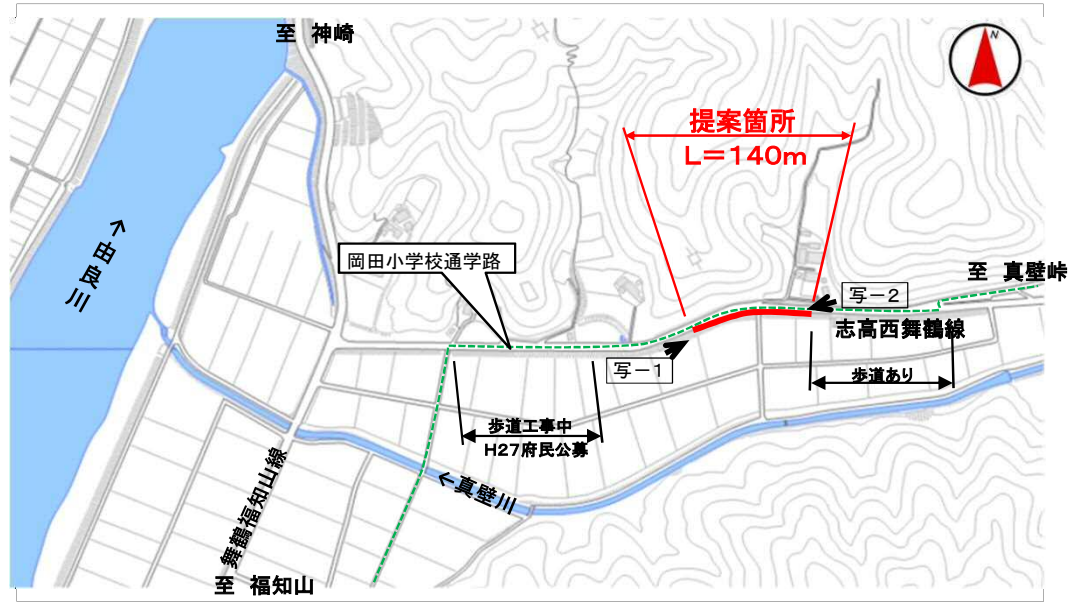 至 神崎
N
提案箇所
L=140m
↑由良川
岡田小学校通学路
至 真壁峠
写-2
志高西舞鶴線
写-1
歩道あり
歩道工事中
H27府民公募
←真壁川
舞鶴福知山線
至 福知山